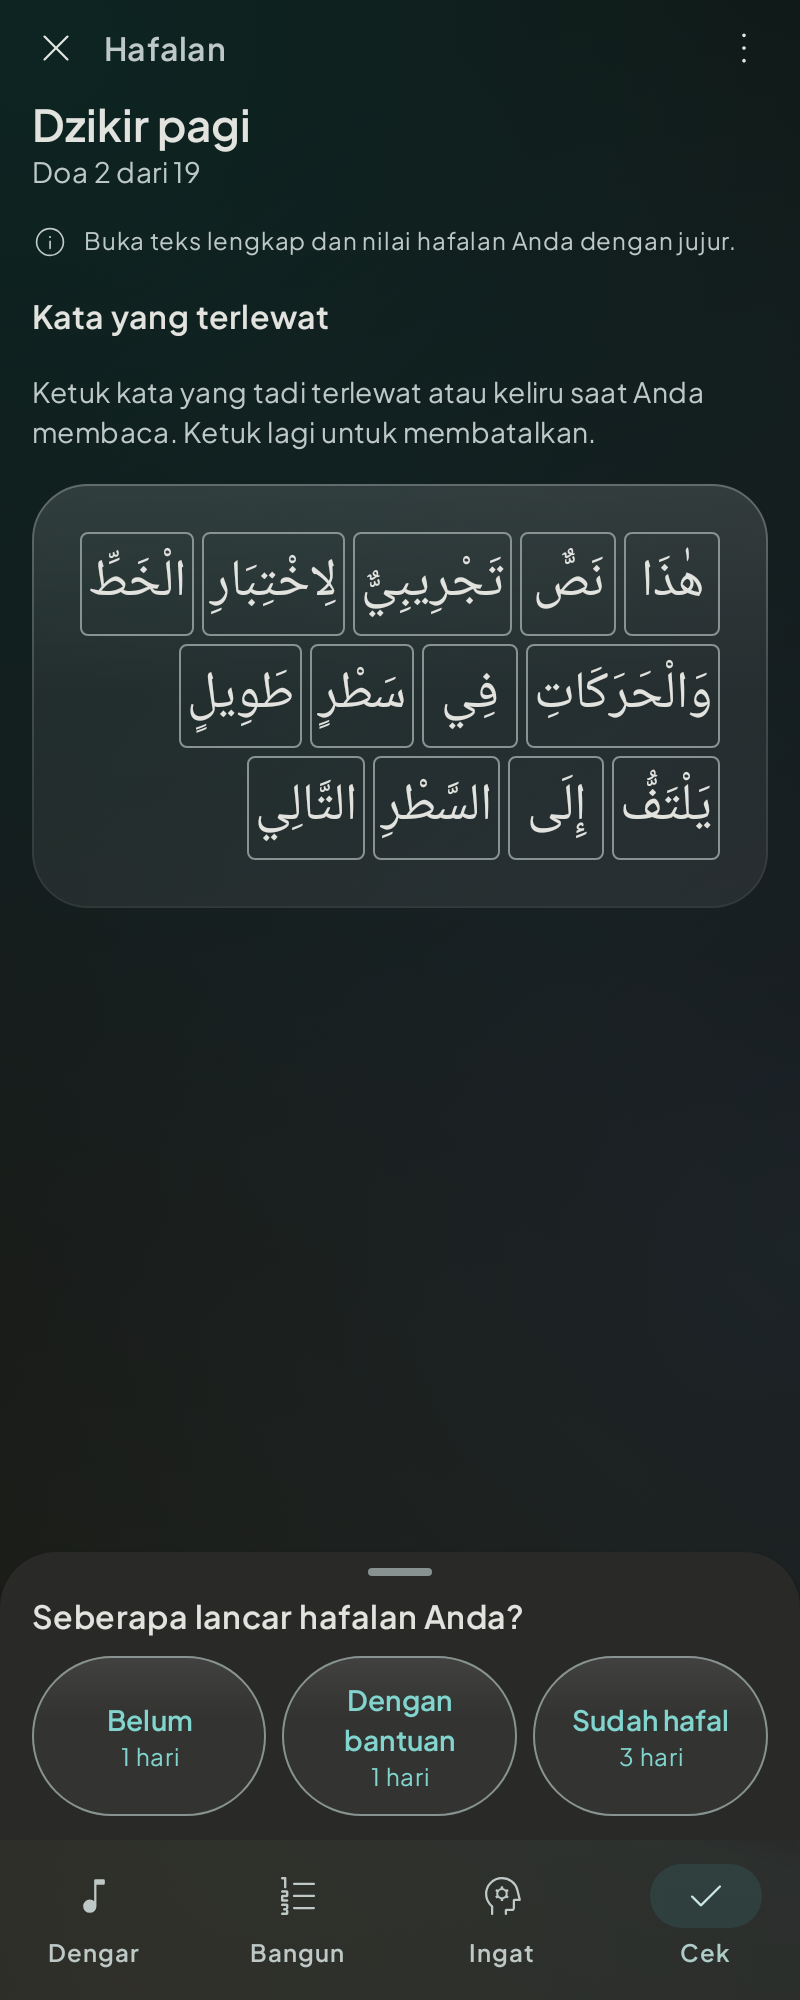 Hafalan
Dzikir pagi
Doa 2 dari 19
Buka teks lengkap dan nilai hafalan Anda dengan jujur.
Kata yang terlewat
Ketuk kata yang tadi terlewat atau keliru saat Anda
membaca. Ketuk lagi untuk membatalkan.
هٰذَا نَصٌّ تَجْرِيبِيٌّ لِاخْتِبَارِ الْخَطِّ
وَالْحَرَكَاتِ فِي سَطْرٍ طَوِيلٍ
يَلْتَفُّ إِلَى السَّطْرِ التَّالِي
Seberapa lancar hafalan Anda?
Belum
1 hari
Dengan
bantuan
1 hari
Sudah hafal
3 hari
Dengar
Bangun
Ingat
Cek